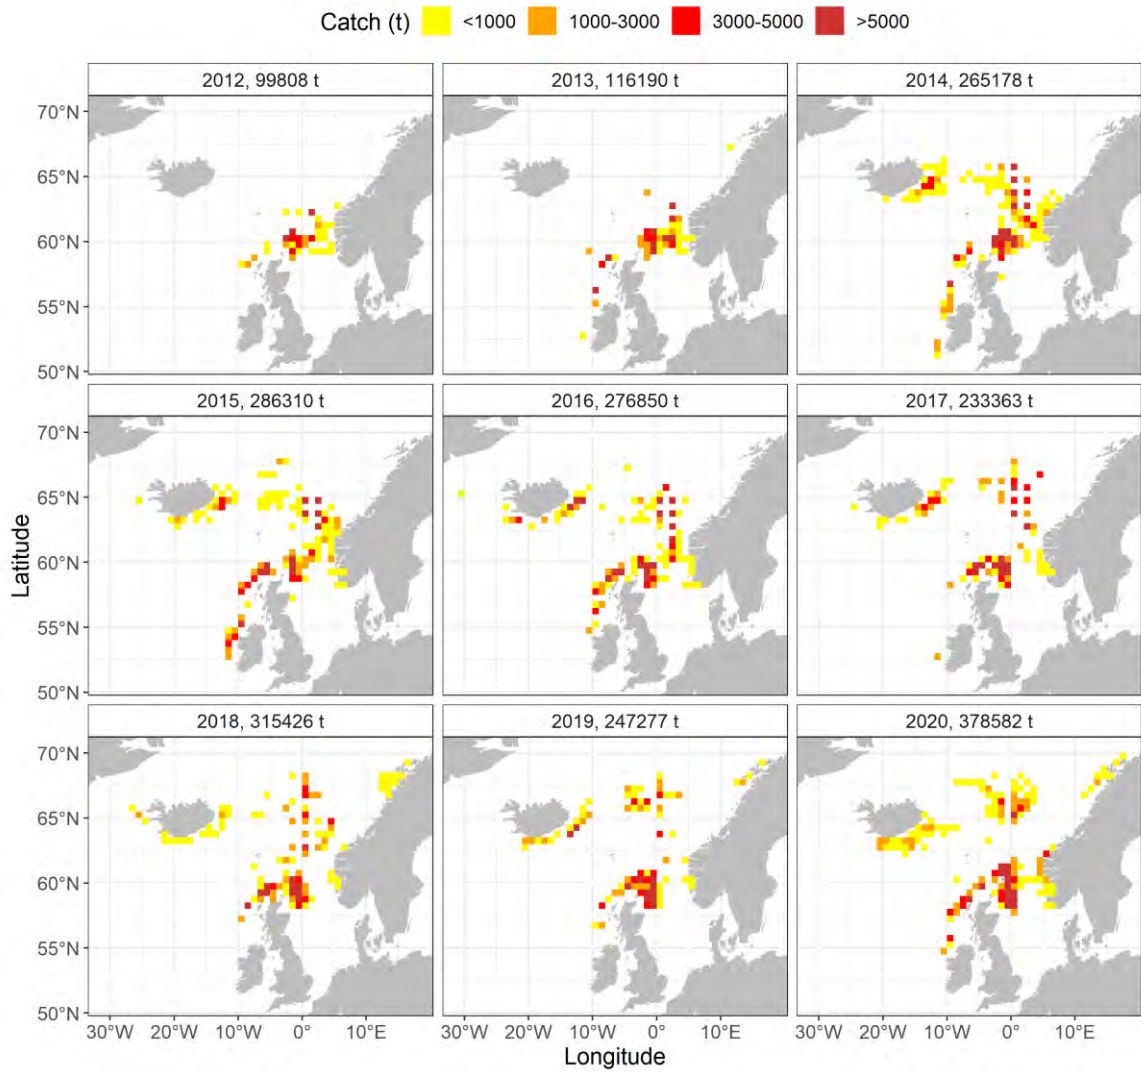 Catch (t) <1000 1000-3000 3000-5000 >5000
2012, 99808 t 2013, 116190 t 2014, 265178 t
70°N
65°N
60°N
55°N
50°N
2015, 286310 t 2016, 276850 t 2017, 233363 t
70°N
65°N
60°N
55°N
50°N
Latitude
2018, 315426 t 2019, 247277 t 2020, 378582 t
70°N
65°N
60°N
55°N
50°N
30°W 20°W 10°W 0° 10°E 30°W 20°W 10°W 0° 10°E 30°W 20°W 10°W 0° 10°E
Longitude